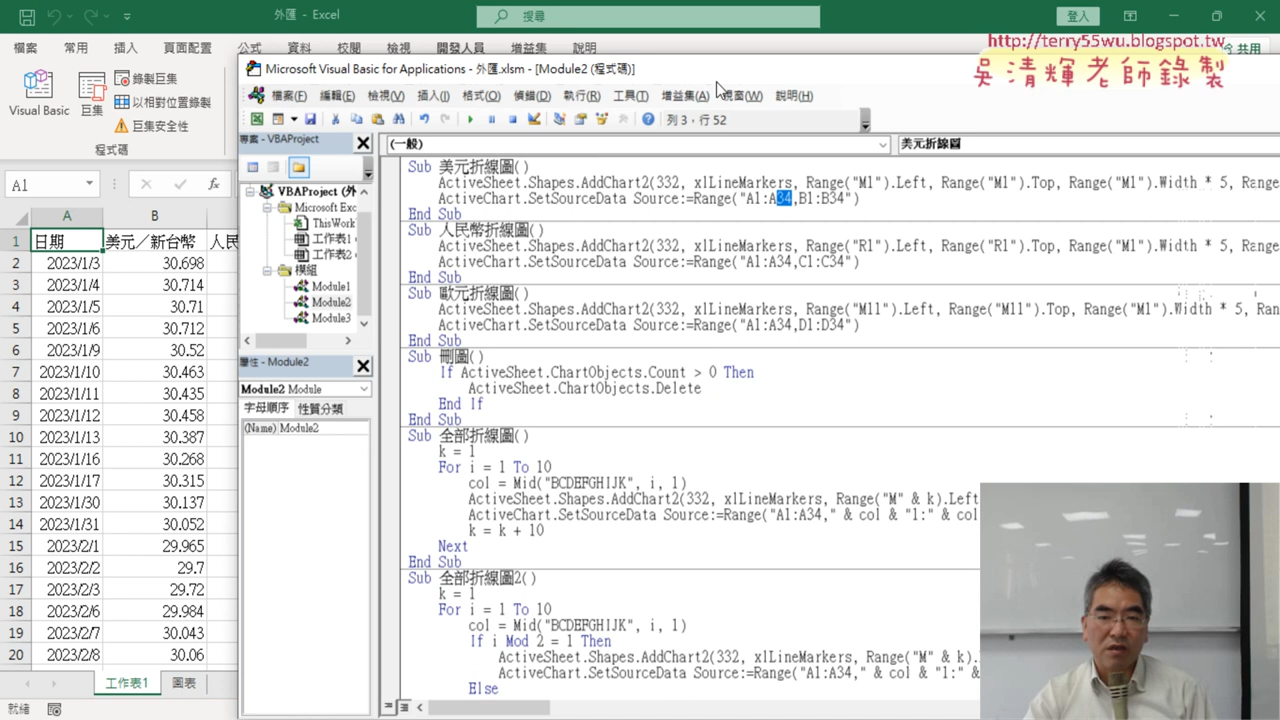 外匯 - Excel
搜尋
登入
檔案 常用 插入 頁面配置 公式 資料 校閱 檢視 開發人員 增益集 說明
共用
http://terry55wu.blogspot.tw
吳清輝老師錄製
Visual Basic
巨集
錄製巨集
以相對位置錄製
巨集安全性
程式碼
A1
fx
A B
1 日期 美元／新台幣 人民
2 2023/1/3 30.698
3 2023/1/4 30.714
4 2023/1/5 30.71
5 2023/1/6 30.712
6 2023/1/9 30.52
7 2023/1/10 30.463
8 2023/1/11 30.435
9 2023/1/12 30.458
10 2023/1/13 30.387
11 2023/1/16 30.268
12 2023/1/17 30.315
13 2023/1/30 30.137
14 2023/1/31 30.052
15 2023/2/1 29.965
16 2023/2/2 29.7
17 2023/2/3 29.72
18 2023/2/6 29.984
19 2023/2/7 30.043
20 2023/2/8 30.06
工作表1 圖表
就緒
Microsoft Visual Basic for Applications - 外匯.xlsm - [Module2 (程式碼)]
檔案(F) 編輯(E) 檢視(V) 插入(I) 格式(O) 偵錯(D) 執行(R) 工具(T) 增益集(A) 視窗(W) 說明(H)
列 3，行 52
專案 - VBAProject
VBAProject (外
Microsoft Exc
ThisWork
工作表1
工作表2
模組
Module1
Module2
Module3
屬性 - Module2
Module2 Module
字母順序 性質分類
(Name) Module2
(一般) 美元折線圖
Sub 美元折線圖()
ActiveSheet.Shapes.AddChart2(332, xlLineMarkers, Range("M1").Left, Range("M1").Top, Range("M1").Width * 5, Range
ActiveChart.SetSourceData Source:=Range("A1:A34,B1:B34")
End Sub
Sub 人民幣折線圖()
ActiveSheet.Shapes.AddChart2(332, xlLineMarkers, Range("R1").Left, Range("R1").Top, Range("M1").Width * 5, Range
ActiveChart.SetSourceData Source:=Range("A1:A34,C1:C34")
End Sub
Sub 歐元折線圖()
ActiveSheet.Shapes.AddChart2(332, xlLineMarkers, Range("M11").Left, Range("M11").Top, Range("M1").Width * 5, Ran
ActiveChart.SetSourceData Source:=Range("A1:A34,D1:D34")
End Sub
Sub 刪圖()
If ActiveSheet.ChartObjects.Count > 0 Then
ActiveSheet.ChartObjects.Delete
End If
End Sub
Sub 全部折線圖()
k = 1
For i = 1 To 10
col = Mid("BCDEFGHIJK", i, 1)
ActiveSheet.Shapes.AddChart2(332, xlLineMarkers, Range("M" & k).Left
ActiveChart.SetSourceData Source:=Range("A1:A34," & col & "1:" & col
k = k + 10
Next
End Sub
Sub 全部折線圖2()
k = 1
For i = 1 To 10
col = Mid("BCDEFGHIJK", i, 1)
If i Mod 2 = 1 Then
ActiveSheet.Shapes.AddChart2(332, xlLineMarkers, Range("M" & k).
ActiveChart.SetSourceData Source:=Range("A1:A34," & col & "1:" &
Else